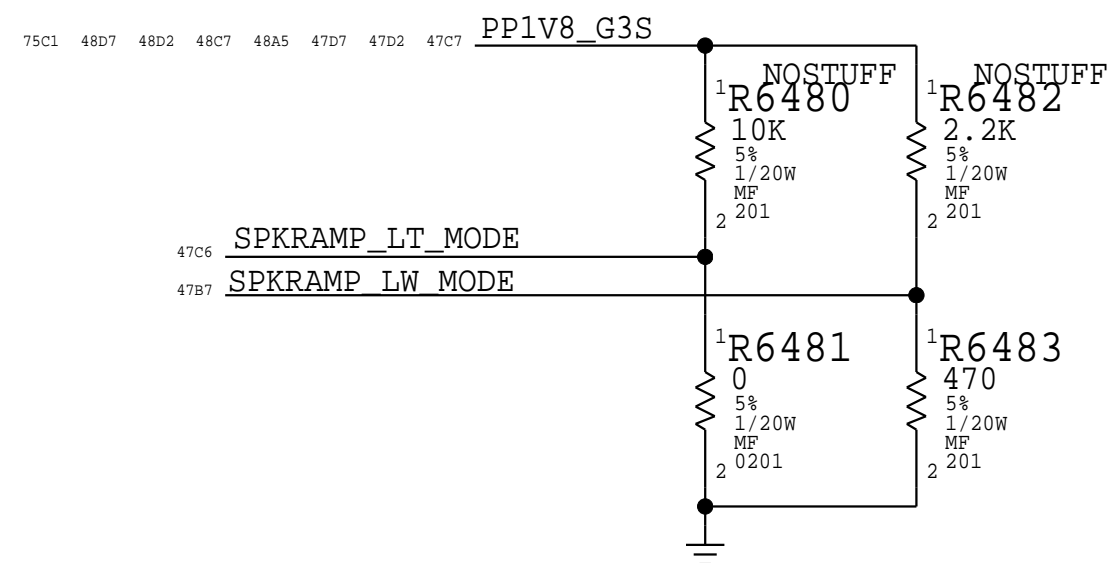 75C1 48D7 48D2 48C7 48A5 47D7 47D2 47C7 PP1V8_G3S
NOSTUFF
1 R6480
10K
5%
1/20W
MF
2 201
NOSTUFF
1 R6482
2.2K
5%
1/20W
MF
2 201
47C6 SPKRAMP_LT_MODE
47B7 SPKRAMP_LW_MODE
1 R6481
0
5%
1/20W
MF
2 0201
1 R6483
470
5%
1/20W
MF
2 201